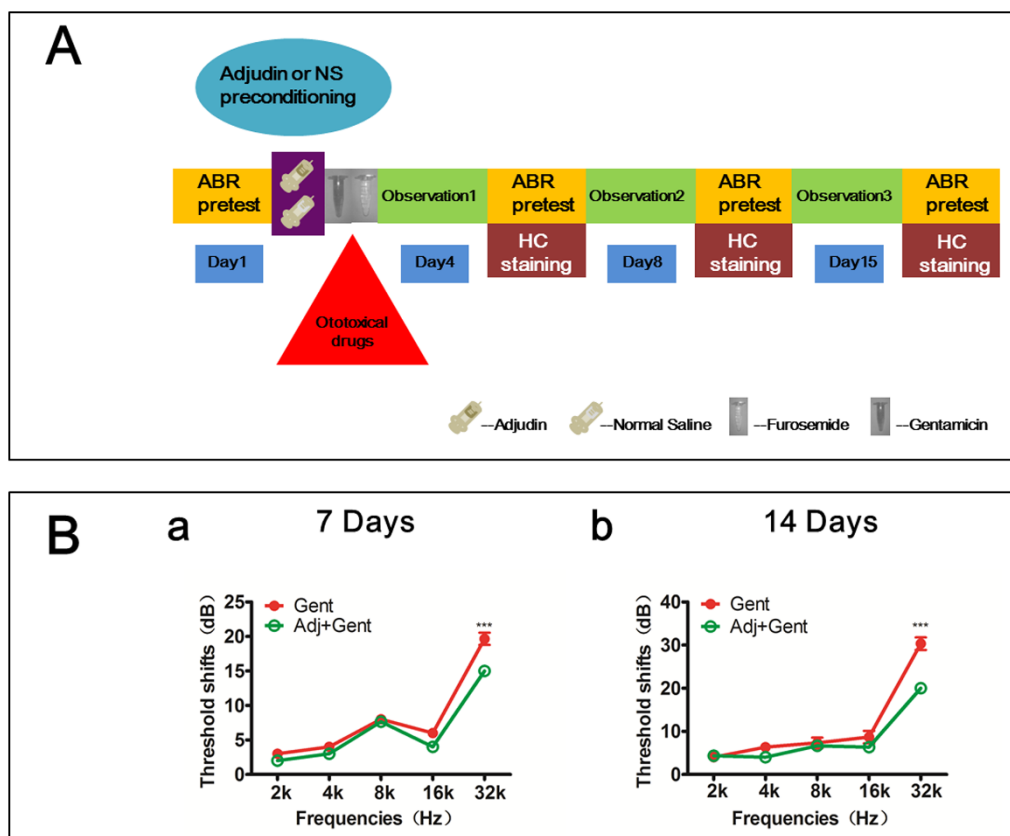 A
Adjudin or NS
preconditioning
ABR
pretest
Observation1
ABR
pretest
Observation2
ABR
pretest
Observation3
ABR
pretest
HC
staining
HC
staining
HC
staining
Day1
Day4
Day8
Day15
Ototoxical
drugs
--Adjudin
--Normal Saline
--Furosemide
--Gentamicin
B
a
7 Days
Threshold shifts (dB)
25
20
15
10
5
0
Gent
Adj+Gent
***
2k 4k 8k 16k 32k
Frequencies (Hz)
b
14 Days
Threshold shifts (dB)
40
30
20
10
0
Gent
Adj+Gent
***
2k 4k 8k 16k 32k
Frequencies (Hz)